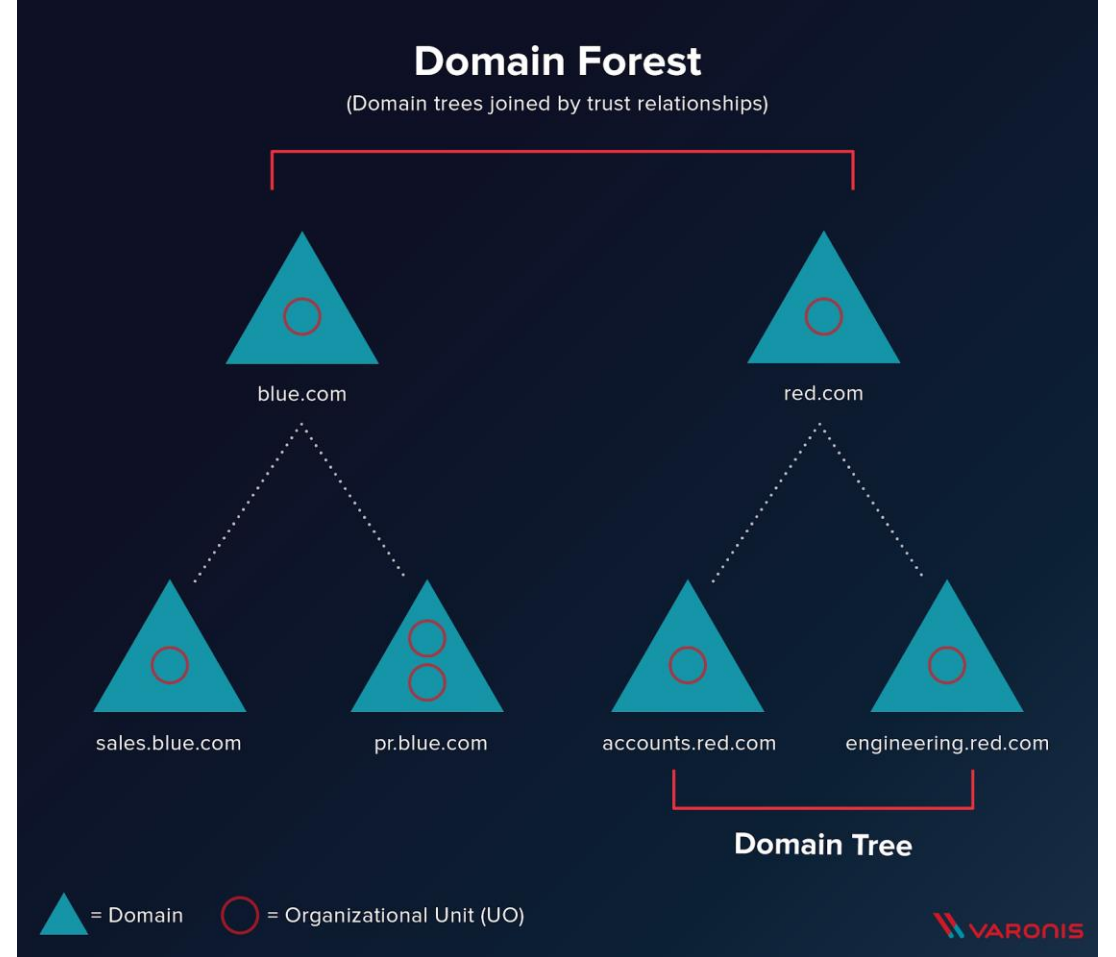 Domain Forest
(Domain trees joined by trust relationships)
blue.com
red.com
sales.blue.com
pr.blue.com
accounts.red.com
engineering.red.com
Domain Tree
= Domain
= Organizational Unit (UO)
VARONIS